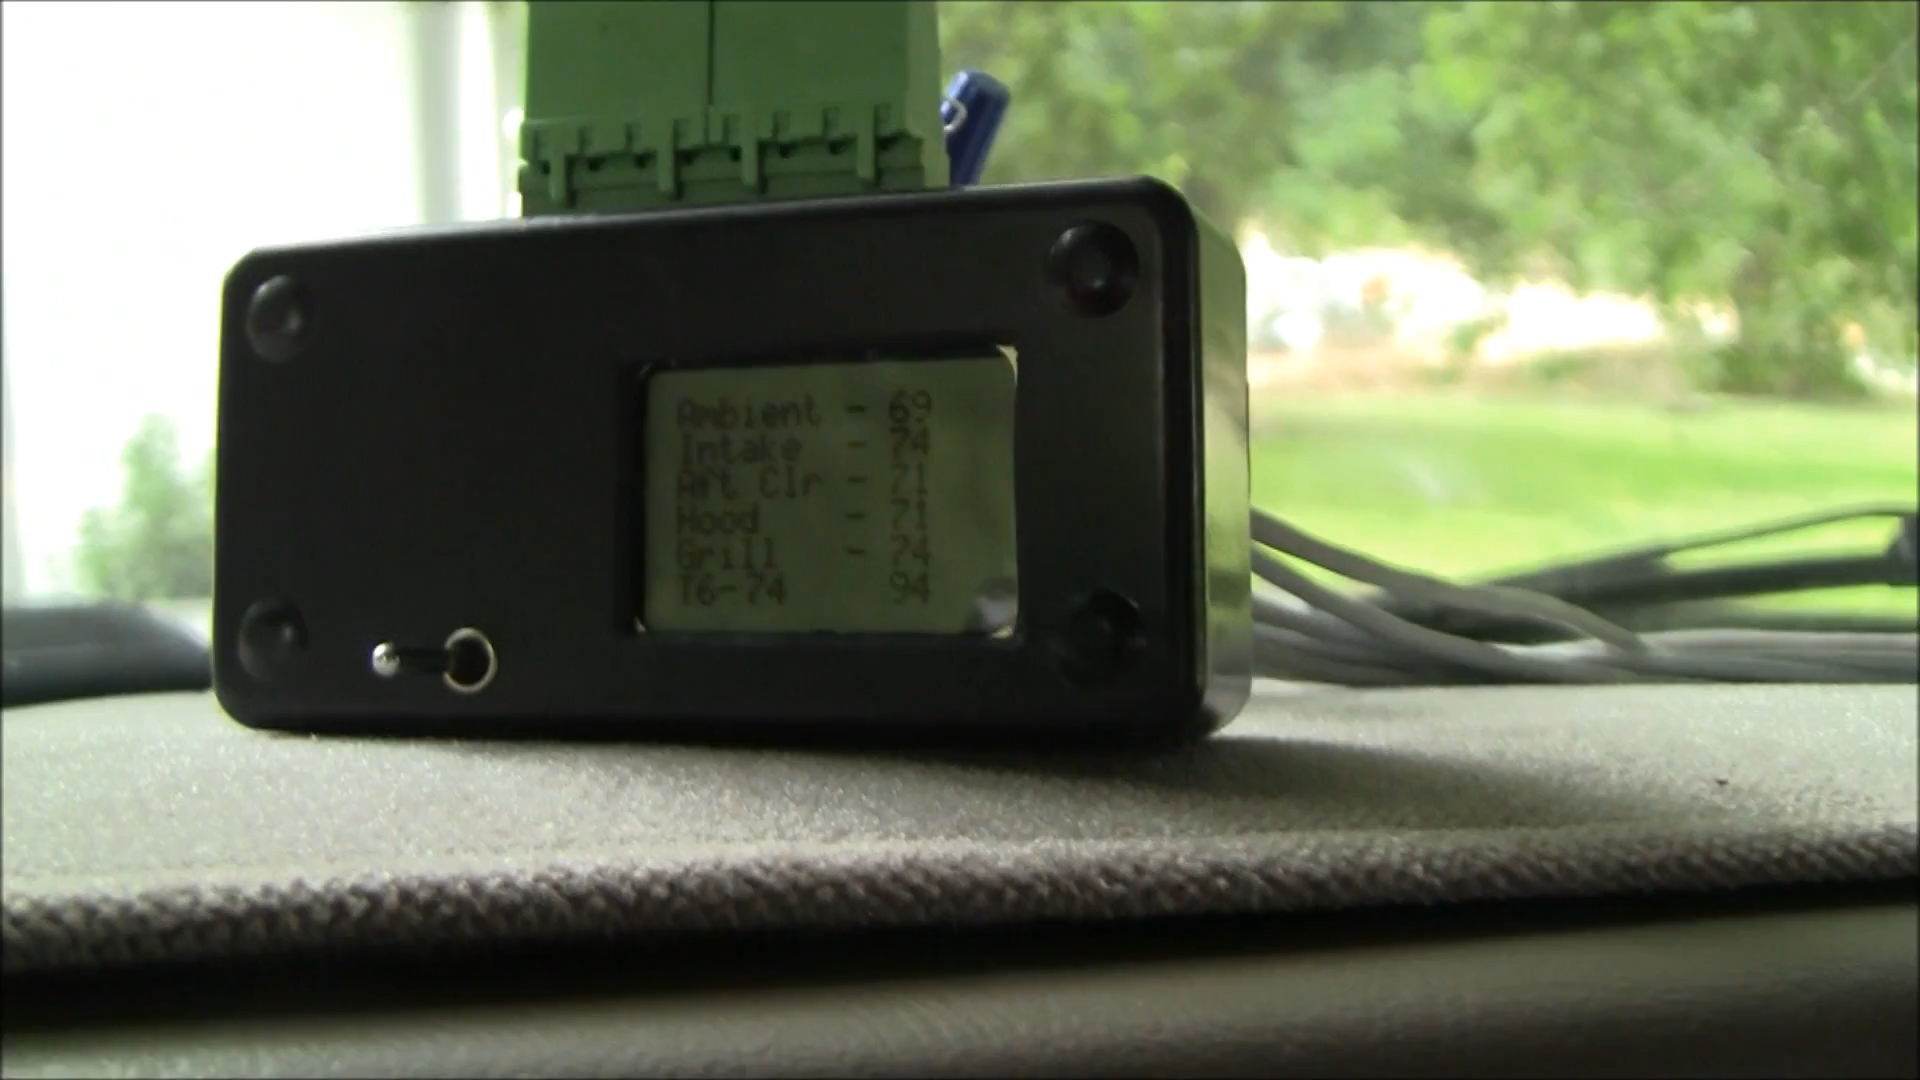 Ambient - 69
Intake - 74
Aft Clr - 71
Hood - 71
Grill - 74
T6-74 94